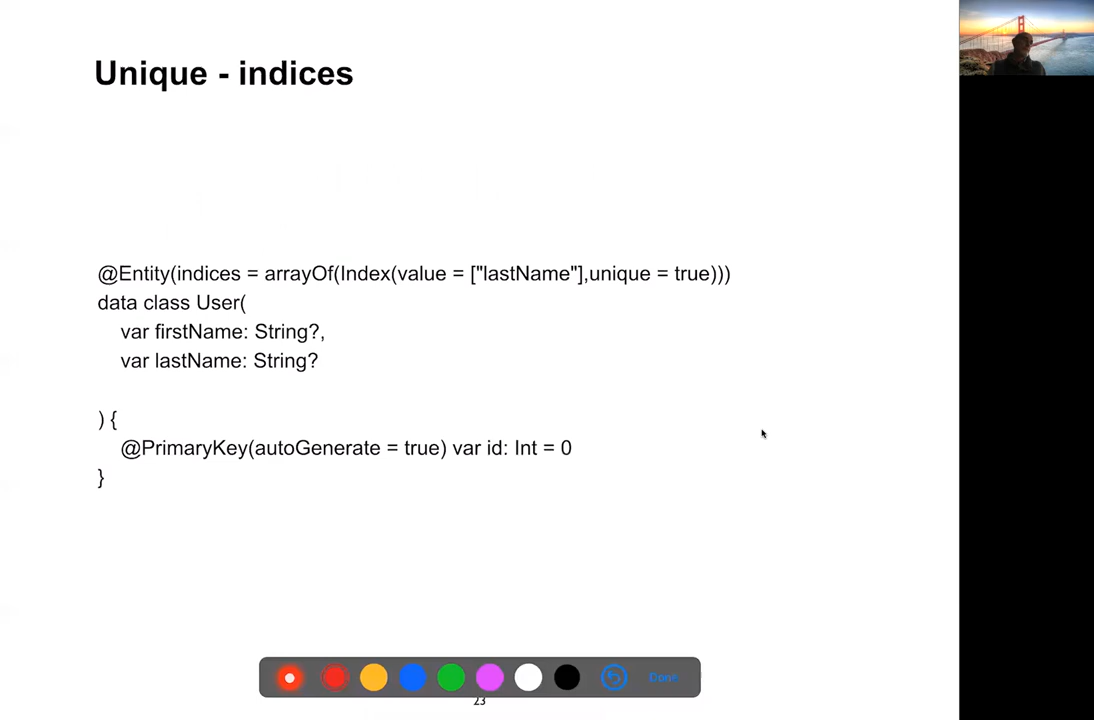 Unique - indices
@Entity(indices = arrayOf(Index(value = ["lastName"],unique = true)))
data class User(
var firstName: String?,
var lastName: String?
) {
@PrimaryKey(autoGenerate = true) var id: Int = 0
}
Done
23